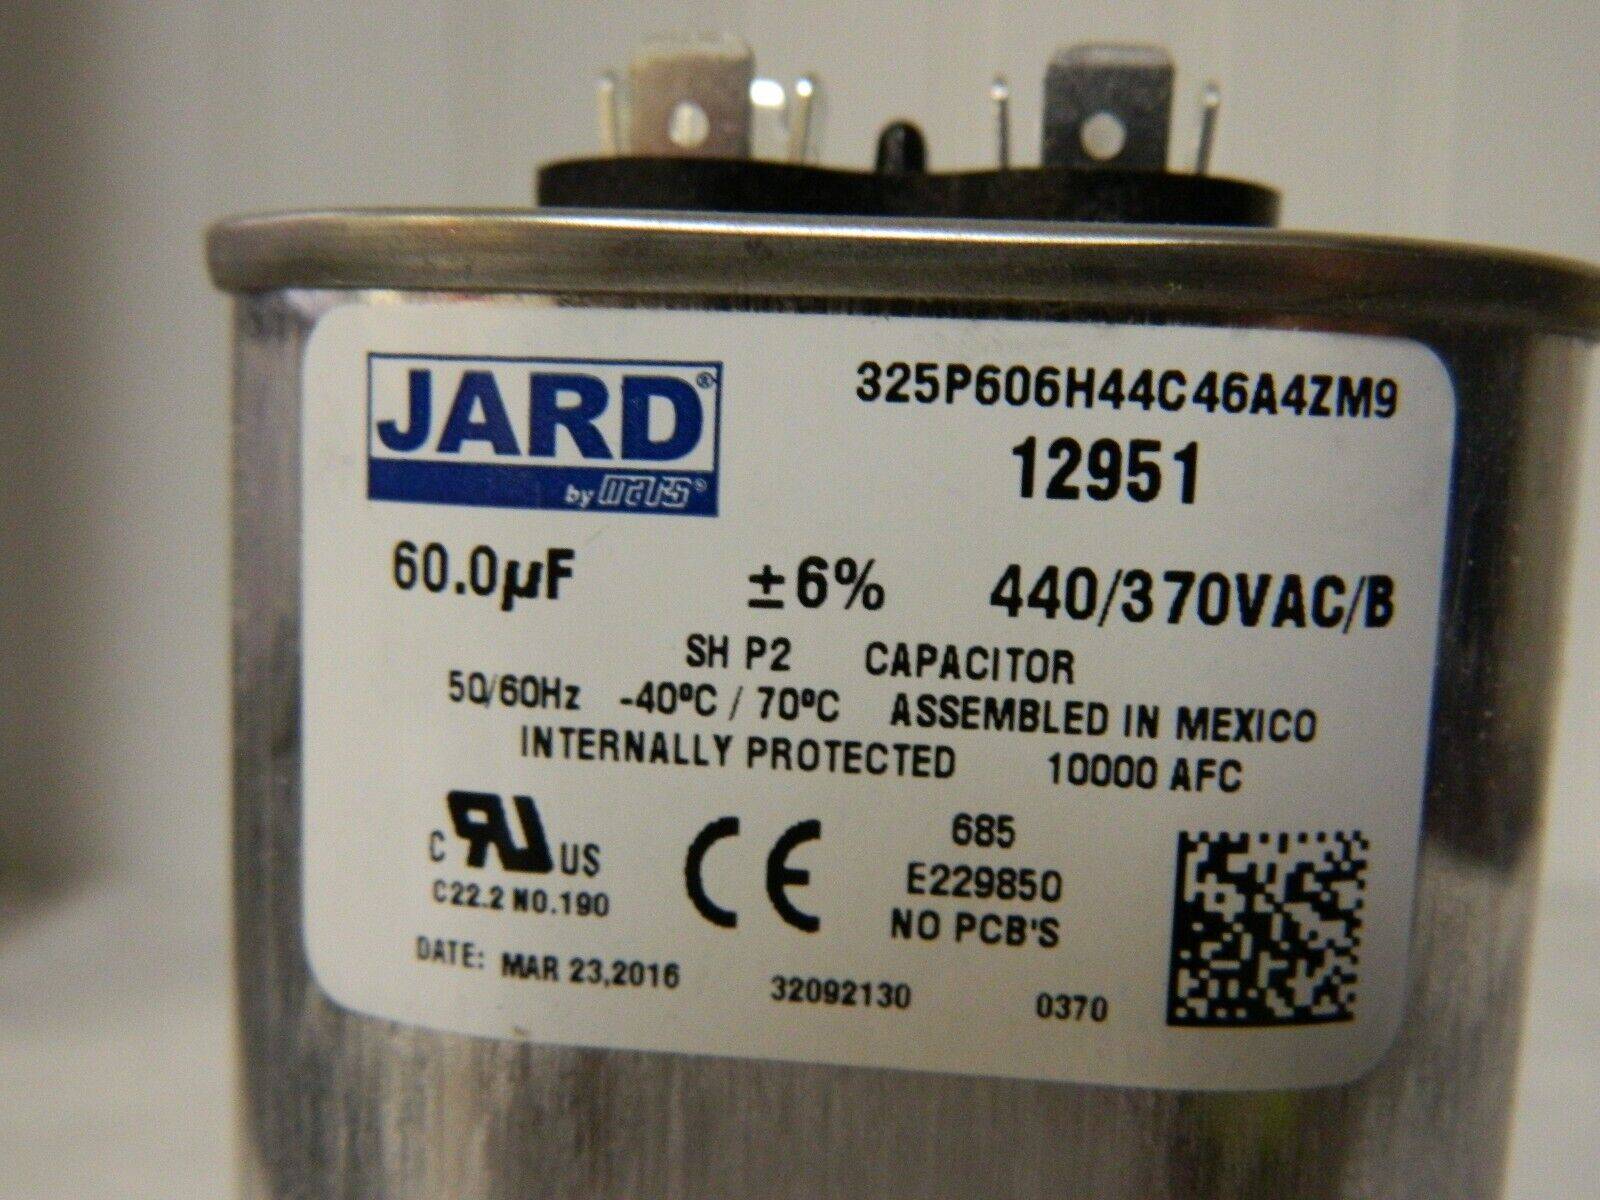 JARD®
by mars®
325P606H44C46A4ZM9
12951
60.0µF ±6% 440/370VAC/B
SH P2 CAPACITOR
50/60Hz -40ºC / 70ºC ASSEMBLED IN MEXICO
INTERNALLY PROTECTED 10000 AFC
C RU US
C22.2 NO.190
CE
685
E229850
NO PCB'S
DATE: MAR 23,2016 32092130 0370